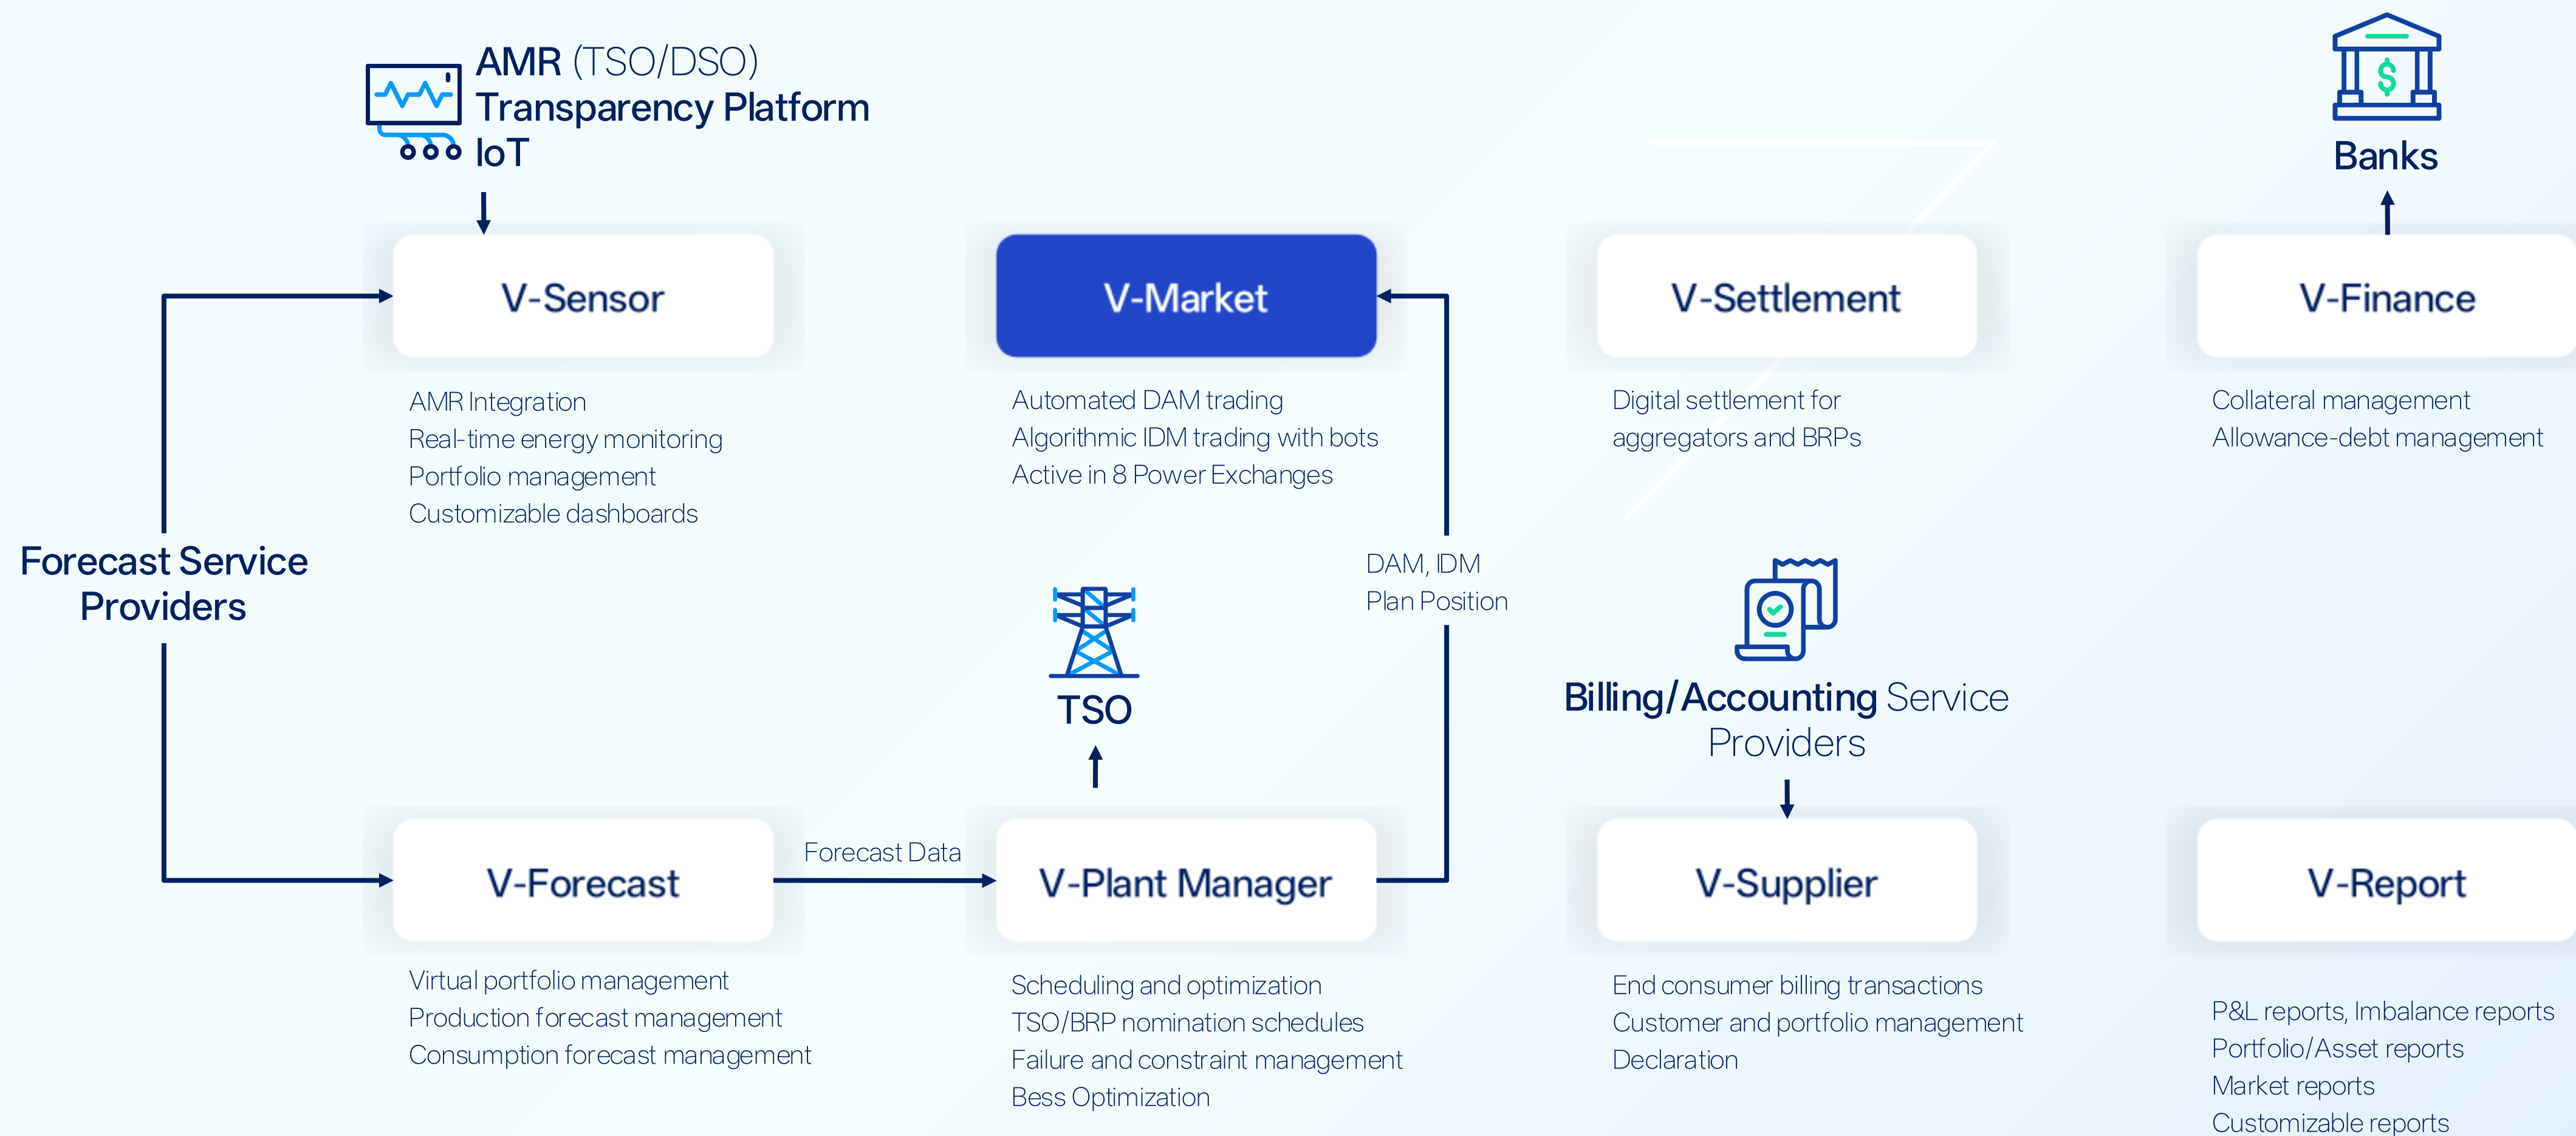 AMR (TSO/DSO)
Transparency Platform
IoT
Banks
V-Sensor
V-Market
V-Settlement
V-Finance
AMR Integration
Real-time energy monitoring
Portfolio management
Customizable dashboards
Automated DAM trading
Algorithmic IDM trading with bots
Active in 8 Power Exchanges
Digital settlement for
aggregators and BRPs
Collateral management
Allowance-debt management
Forecast Service
Providers
DAM, IDM
Plan Position
TSO
Billing/Accounting Service
Providers
V-Forecast
Forecast Data
V-Plant Manager
V-Supplier
V-Report
Virtual portfolio management
Production forecast management
Consumption forecast management
Scheduling and optimization
TSO/BRP nomination schedules
Failure and constraint management
Bess Optimization
End consumer billing transactions
Customer and portfolio management
Declaration
P&L reports, Imbalance reports
Portfolio/Asset reports
Market reports
Customizable reports